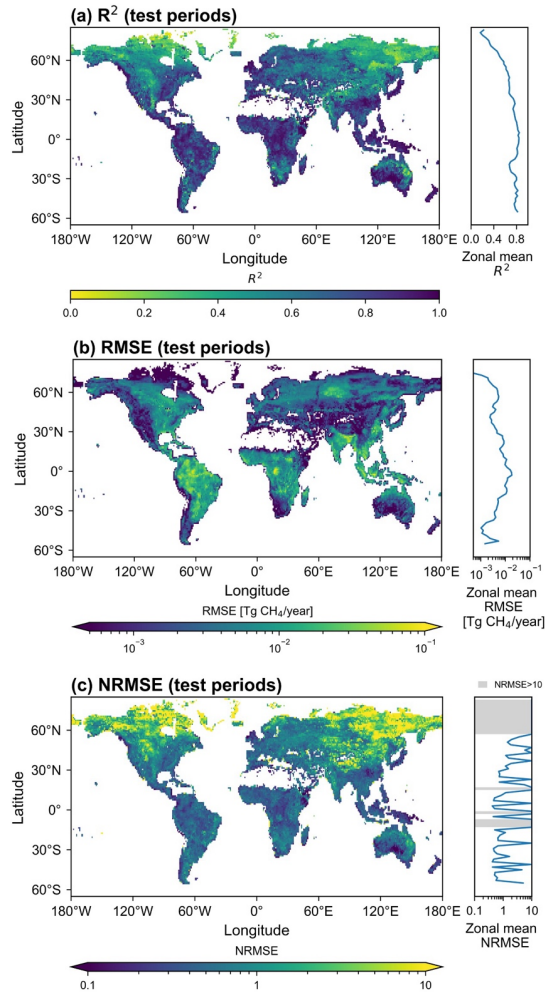 (a) R² (test periods)
60°N
30°N
0°
30°S
60°S
Latitude
180°W 120°W 60°W 0° 60°E 120°E 180°E
Longitude
0.0 0.4 0.8
Zonal mean
R²
R²
0.0 0.2 0.4 0.6 0.8 1.0
(b) RMSE (test periods)
60°N
30°N
0°
30°S
60°S
Latitude
180°W 120°W 60°W 0° 60°E 120°E 180°E
Longitude
10⁻³ 10⁻² 10⁻¹
Zonal mean
RMSE
[Tg CH₄/year]
RMSE [Tg CH₄/year]
10⁻³ 10⁻² 10⁻¹
(c) NRMSE (test periods)
NRMSE>10
60°N
30°N
0°
30°S
60°S
Latitude
180°W 120°W 60°W 0° 60°E 120°E 180°E
Longitude
0.1 1 10
Zonal mean
NRMSE
NRMSE
0.1 1 10